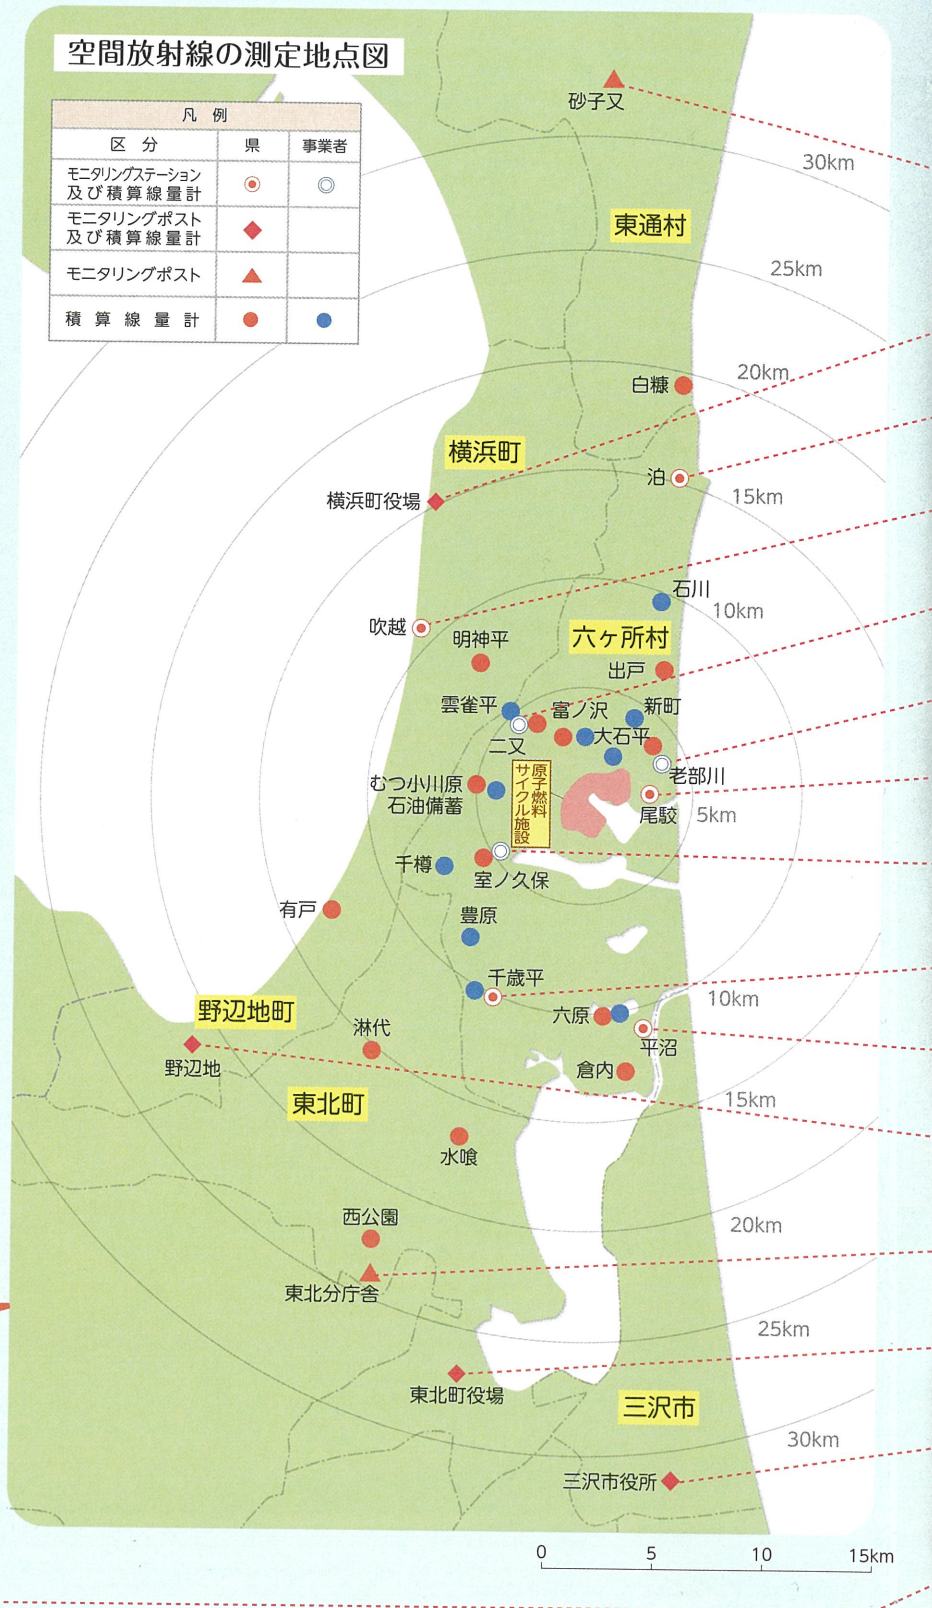 空間放射線の測定地点図
凡 例
区 分 県 事業者
モニタリングステーション
及び積算線量計
モニタリングポスト
及び積算線量計
モニタリングポスト
積算線量計
砂子又
30km
東通村
25km
20km
白糠
横浜町
泊
15km
横浜町役場
石川
10km
吹越
六ヶ所村
明神平
出戸
雲雀平
富ノ沢
新町
二又
大石平
老部川
むつ小川原
石油備蓄
原子燃料
サイクル施設
尾駮
5km
千樽
室ノ久保
有戸
豊原
千歳平
10km
野辺地町
六原
淋代
平沼
野辺地
倉内
15km
東北町
水喰
西公園
20km
東北分庁舎
25km
東北町役場
三沢市
30km
三沢市役所
0 5 10 15km